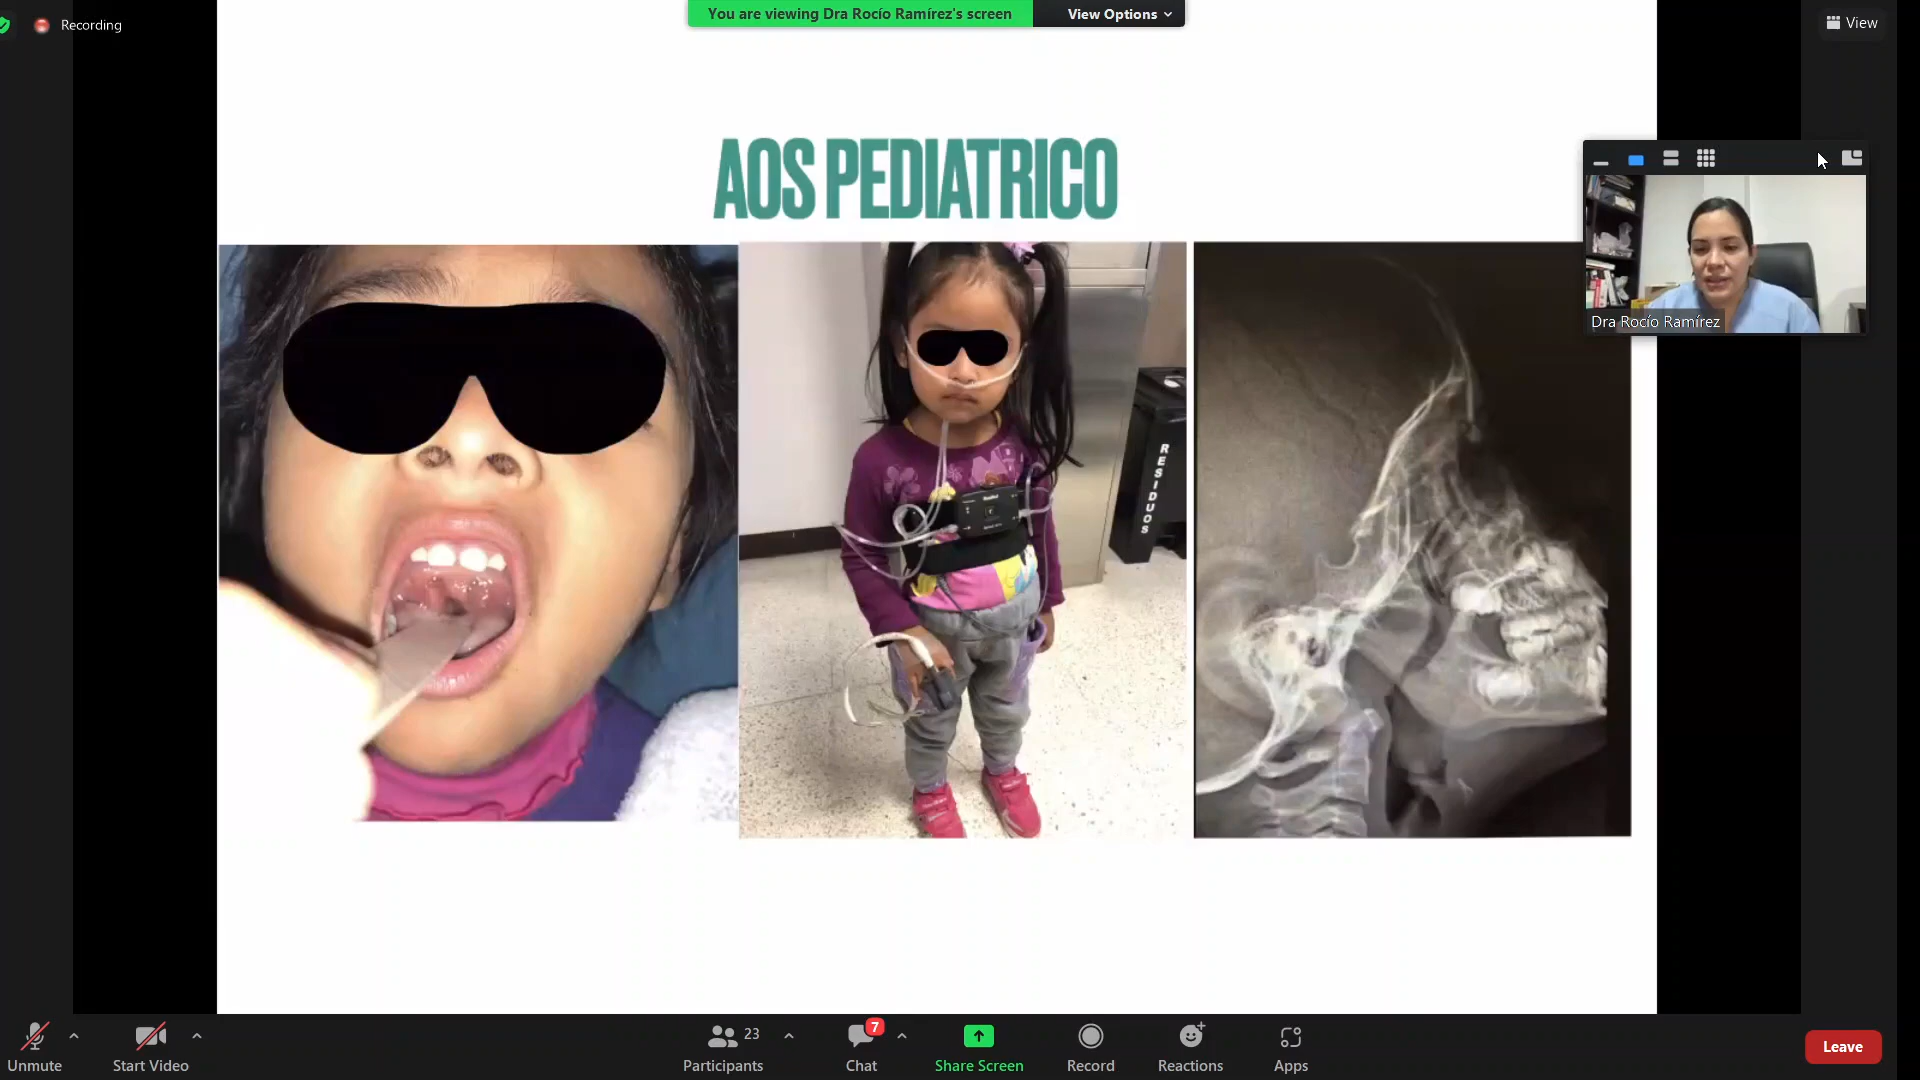 You are viewing Dra Rocío Ramírez's screen
View Options
Recording
View
AOS PEDIATRICO
Dra Rocío Ramírez
RESIDUOS
Unmute
Start Video
23
Participants
7
Chat
Share Screen
Record
Reactions
Apps
Leave